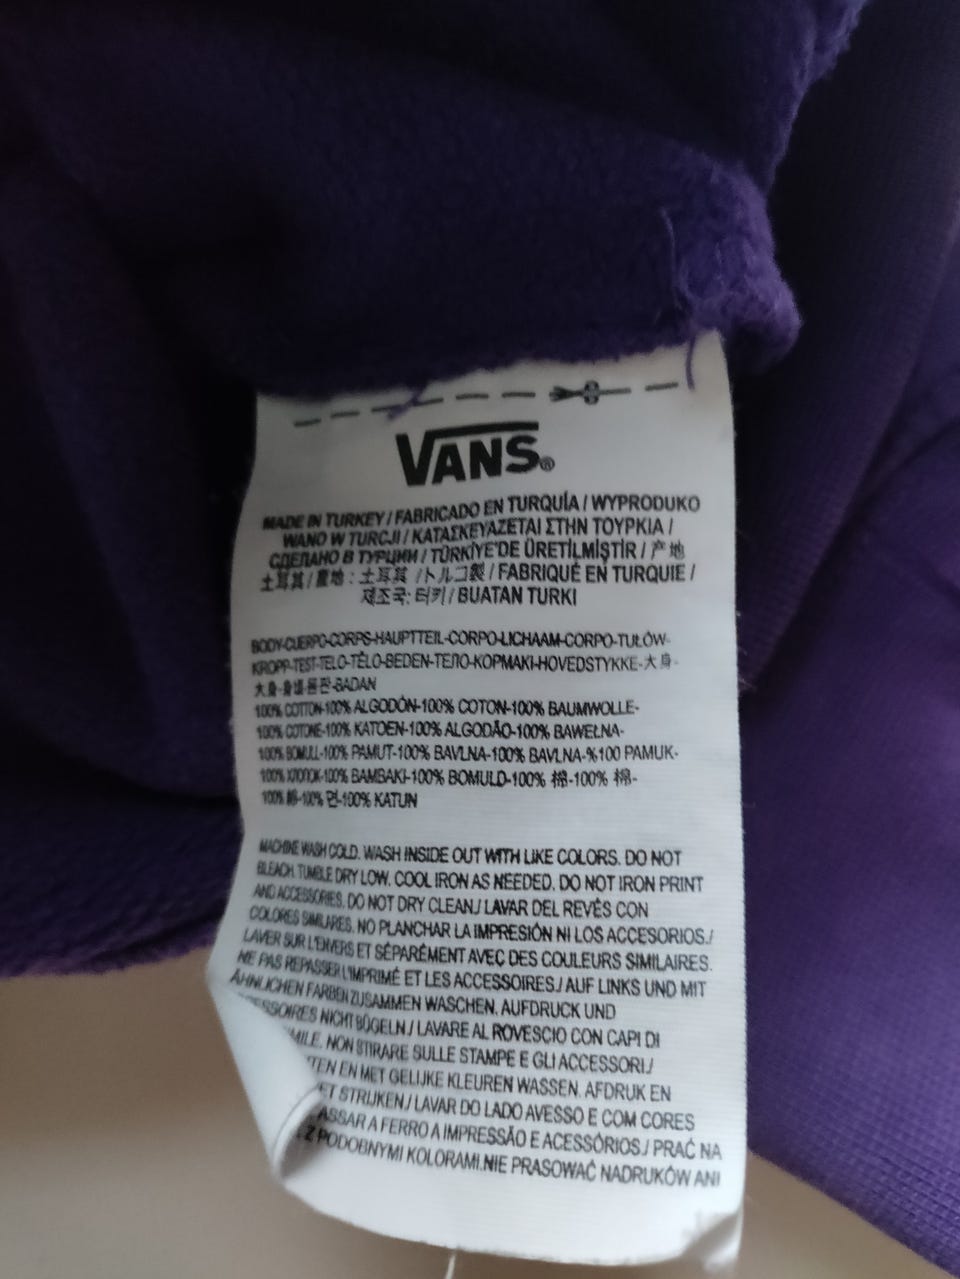 VANS®
MADE IN TURKEY / FABRICADO EN TURQUÍA / WYPRODUKO
WANO W TURCJI / ΚΑΤΑΣΚΕΥΑΖΕΤΑΙ ΣΤΗΝ ΤΟΥΡΚΙΑ /
СДЕЛАНО В ТУРЦИИ / TÜRKİYE'DE ÜRETİLMİŞTİR / 产地
土耳其 / 產地 : 土耳其 / トルコ製 / FABRIQUÉ EN TURQUIE /
제조국: 터키 / BUATAN TURKI
BODY-CUERPO-CORPS-HAUPTTEIL-CORPO-LICHAAM-CORPO-TUŁÓW-
KROPP-TEST-TELO-TĚLO-BEDEN-ТЕЛО-ΚΟΡΜΑΚΙ-HOVEDSTYKKE-大身-
大身-身頃-몸판-BADAN
100% COTTON-100% ALGODÓN-100% COTON-100% BAUMWOLLE-
100% COTONE-100% KATOEN-100% ALGODÃO-100% BAWEŁNA-
100% BOMULL-100% PAMUT-100% BAVLNA-100% BAVLNA-%100 PAMUK-
100% ХЛОПОК-100% ΒΑΜΒΑΚΙ-100% BOMULD-100% 棉-100% 棉-
100% 綿-100% 면-100% KATUN
MACHINE WASH COLD. WASH INSIDE OUT WITH LIKE COLORS. DO NOT
BLEACH. TUMBLE DRY LOW. COOL IRON AS NEEDED. DO NOT IRON PRINT
AND ACCESSORIES. DO NOT DRY CLEAN./ LAVAR DEL REVÉS CON
COLORES SIMILARES. NO PLANCHAR LA IMPRESIÓN NI LOS ACCESORIOS./
LAVER SUR L'ENVERS ET SÉPARÉMENT AVEC DES COULEURS SIMILAIRES.
NE PAS REPASSER L'IMPRIMÉ ET LES ACCESSOIRES./ AUF LINKS UND MIT
ÄHNLICHEN FARBEN ZUSAMMEN WASCHEN. AUFDRUCK UND
ESSOIRES NICHT BÜGELN./ LAVARE AL ROVESCIO CON CAPI DI
MILE. NON STIRARE SULLE STAMPE E GLI ACCESSORI./
TEN EN MET GELIJKE KLEUREN WASSEN. AFDRUK EN
ET STRIJKEN./ LAVAR DO LADO AVESSO E COM CORES
ASSAR A FERRO A IMPRESSÃO E ACESSÓRIOS./ PRAĆ NA
Z PODOBNYMI KOLORAMI.NIE PRASOWAĆ NADRUKÓW ANI